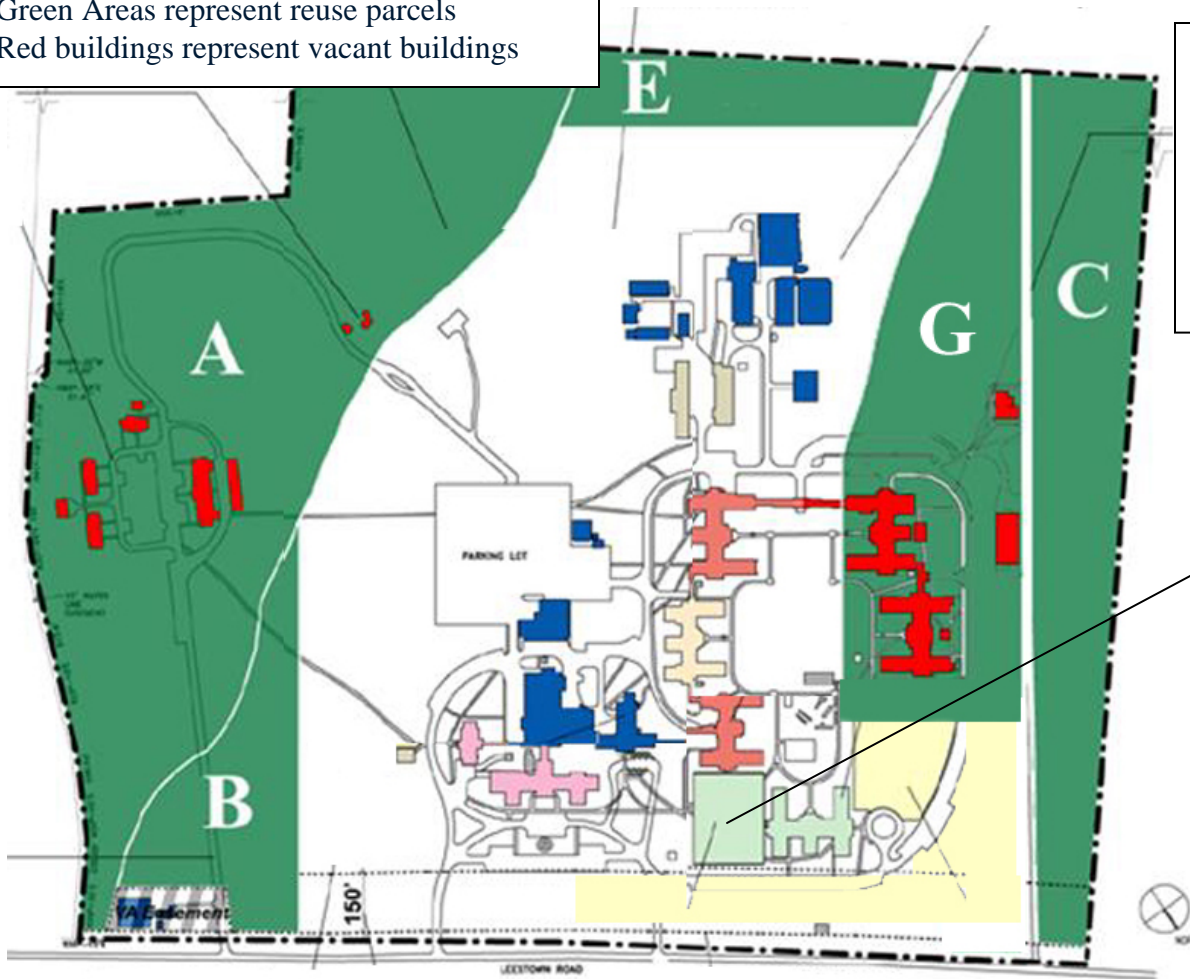 Green Areas represent reuse parcels
Red buildings represent vacant buildings
E
A
G
C
PARKING LOT
B
150'
VA Easement
LEESTOWN ROAD